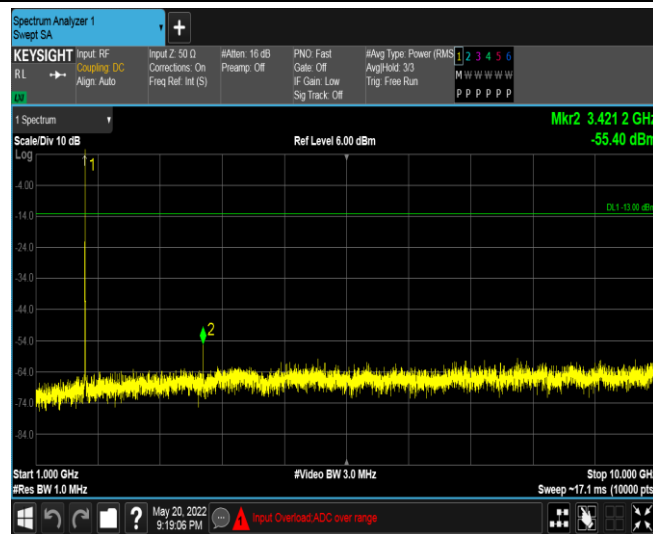 Spectrum Analyzer 1
Swept SA
+
KEYSIGHT
RL
Input: RF
Coupling: DC
Align: Auto
Input Z: 50 Ω
Corrections: On
Freq Ref: Int (S)
#Atten: 16 dB
Preamp: Off
PNO: Fast
Gate: Off
IF Gain: Low
Sig Track: Off
#Avg Type: Power (RMS
Avg|Hold: 3/3
Trig: Free Run
1 2 3 4 5 6
M W W W W W
P P P P P P
1 Spectrum
Scale/Div 10 dB
Log
Ref Level 6.00 dBm
Mkr2 3.421 2 GHz
-55.40 dBm
1
-4.00
DL1 -13.00 dBm
-14.0
-24.0
-34.0
-44.0
2
-54.0
-64.0
-74.0
-84.0
Start 1.000 GHz
#Res BW 1.0 MHz
#Video BW 3.0 MHz
Stop 10.000 GHz
Sweep ~17.1 ms (10000 pts
?
May 20, 2022
9:19:06 PM
Input Overload;ADC over range